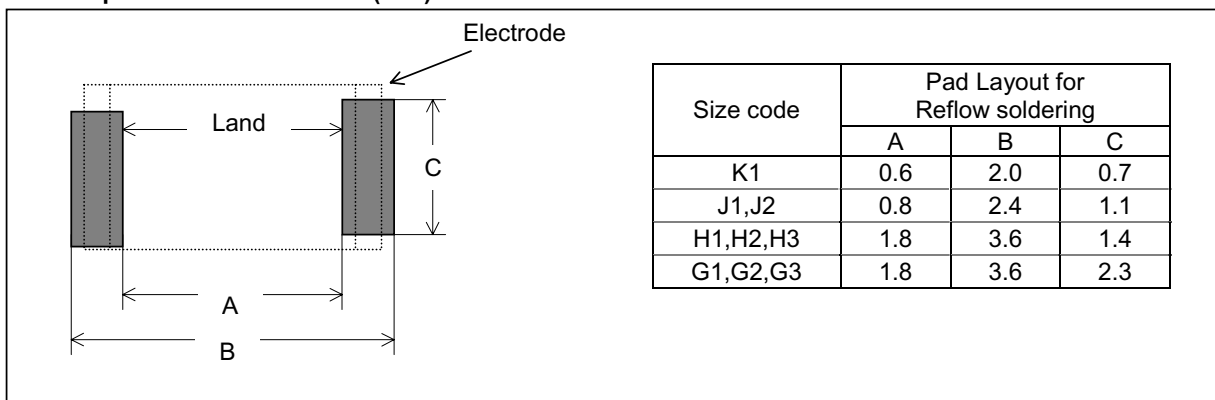 Electrode
Land
C
A
B
Size code
Pad Layout for
Reflow soldering
A B C
K1 0.6 2.0 0.7
J1,J2 0.8 2.4 1.1
H1,H2,H3 1.8 3.6 1.4
G1,G2,G3 1.8 3.6 2.3